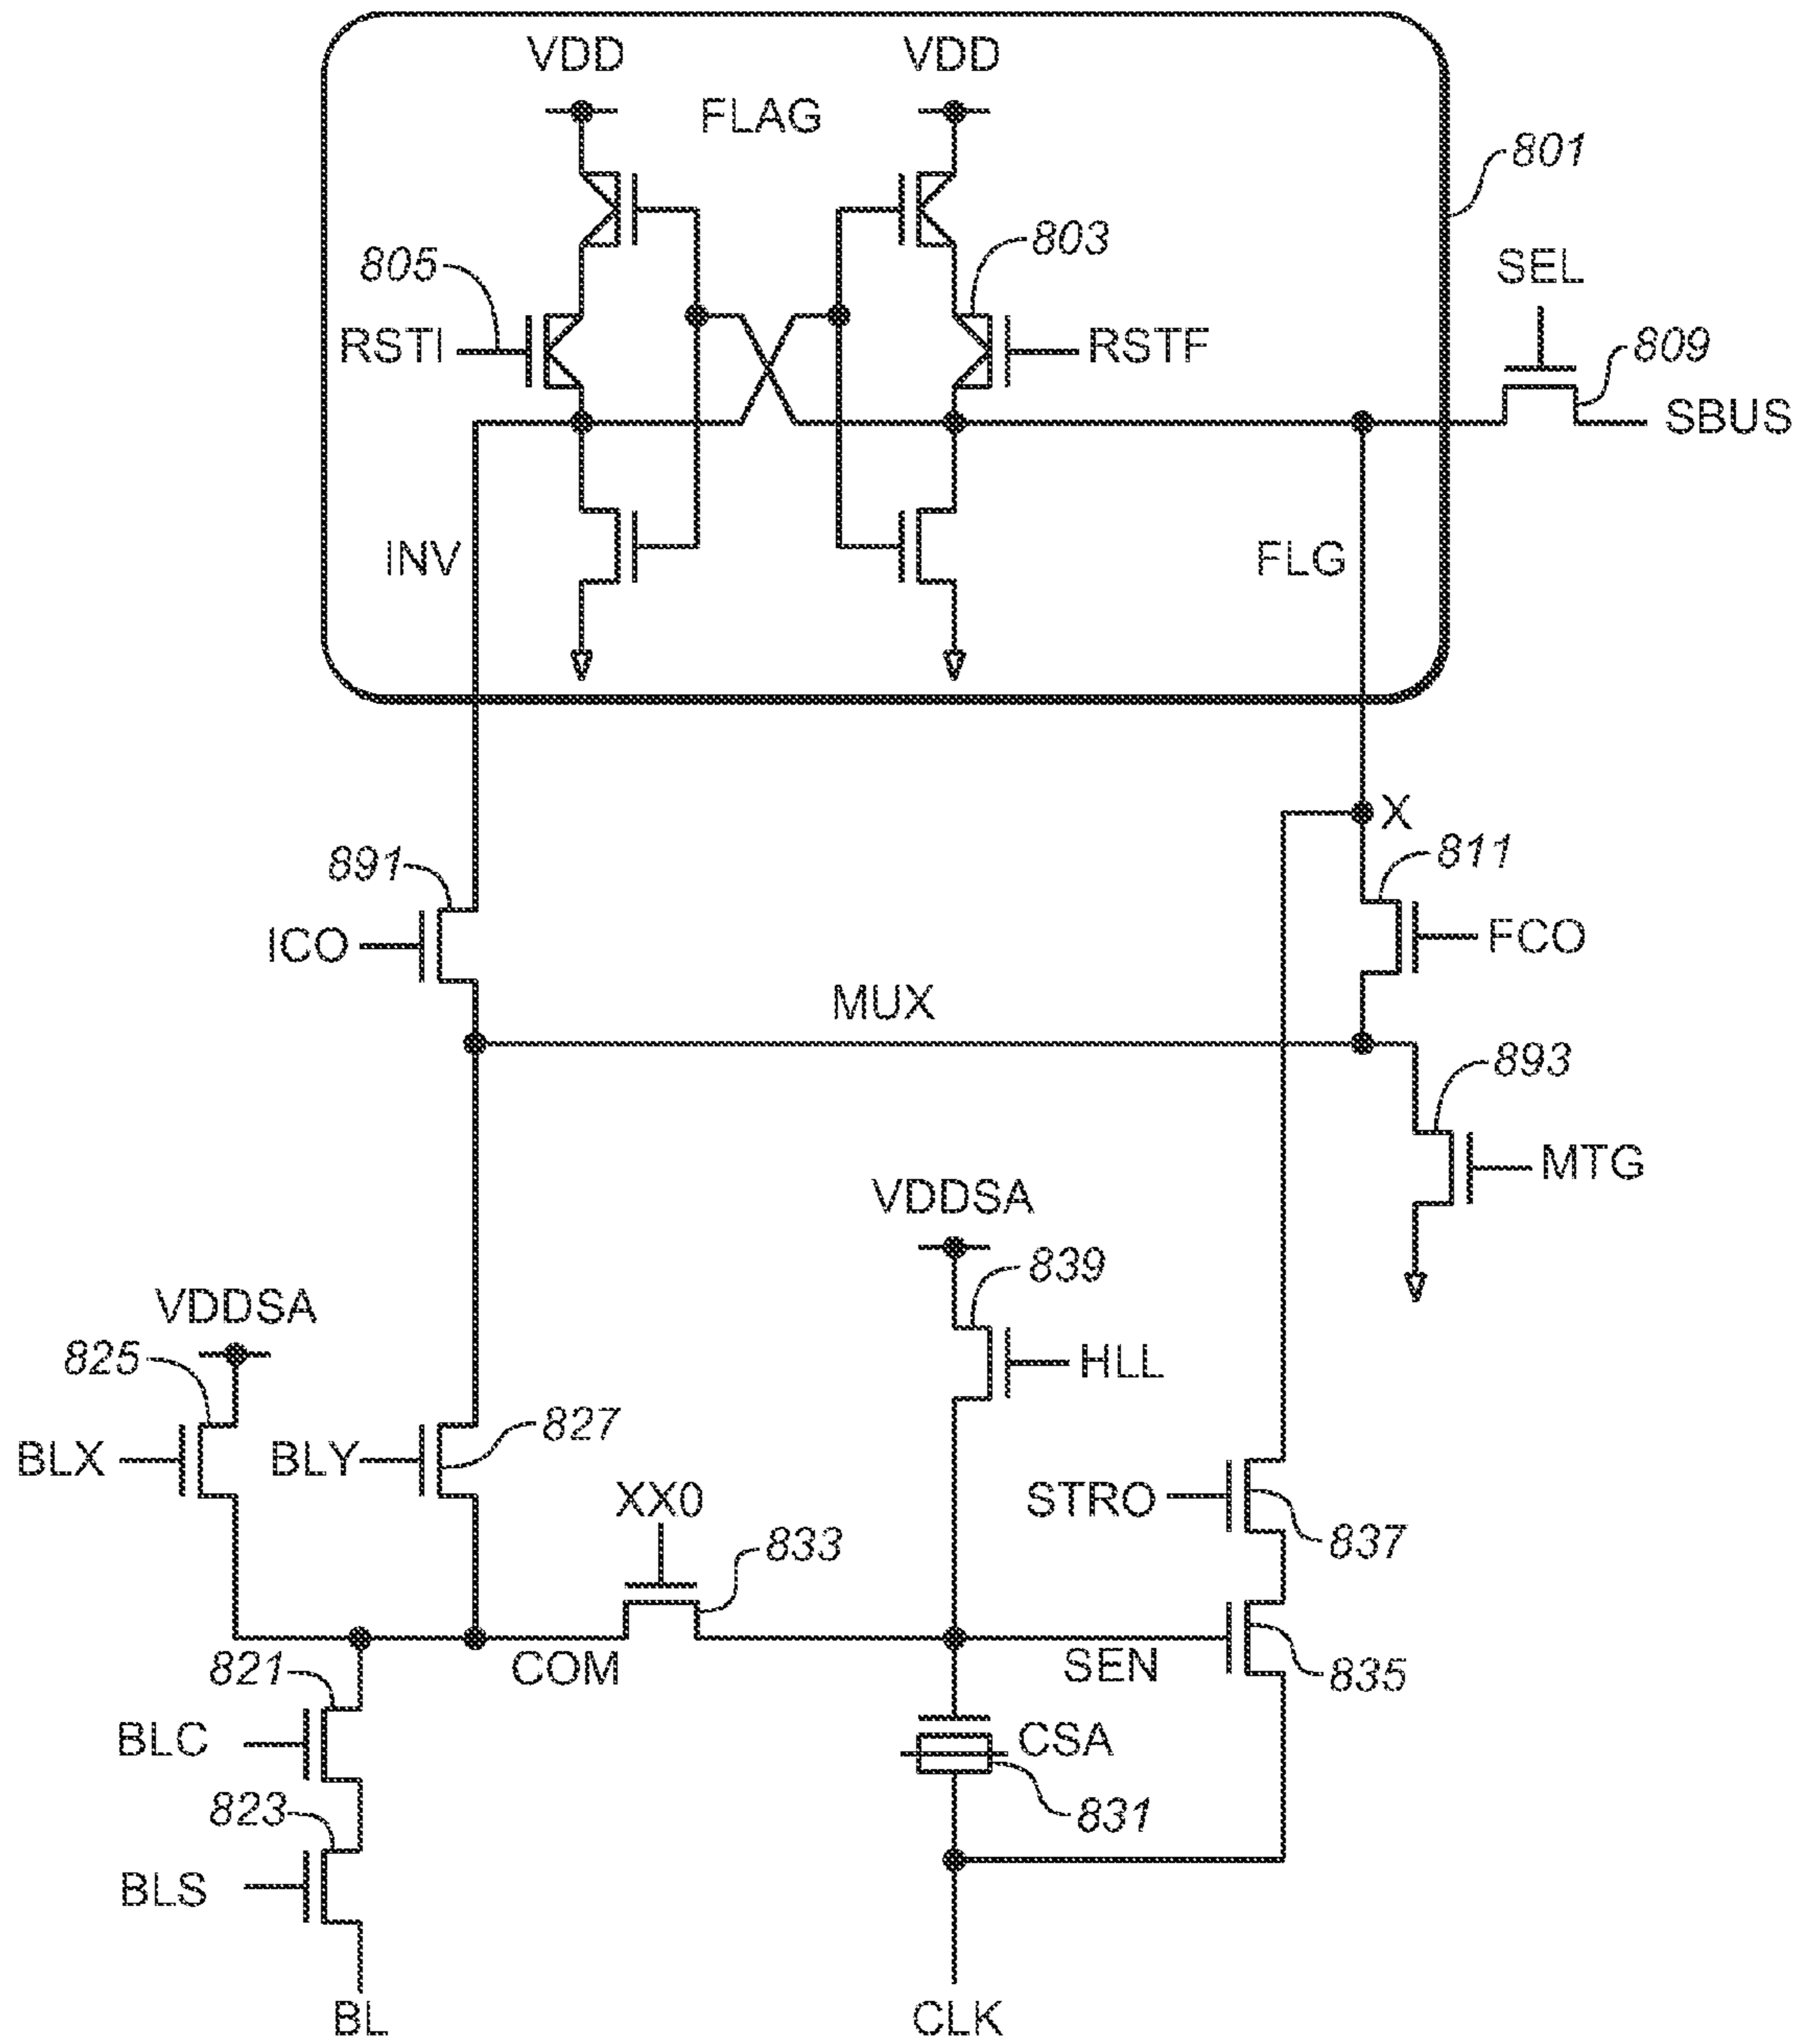 VDD
VDD
FLAG
801
803
805
SEL
RSTI
RSTF
809
SBUS
INV
FLG
X
811
891
ICO
FCO
MUX
893
MTG
VDDSA
839
VDDSA
825
HLL
827
BLX
BLY
XX0
STRO
833
837
821
COM
SEN
835
BLC
CSA
823
831
BLS
BL
CLK